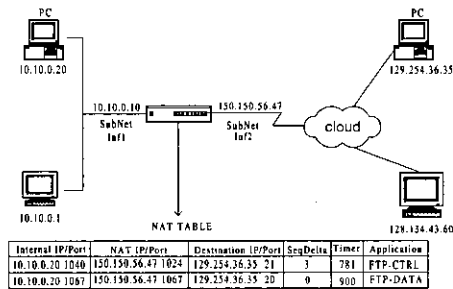 PC
PC
10.10.0.20
129.254.36.35
10.10.0.10
150.150.56.47
SubNet
Inf1
SubNet
Inf2
cloud
10.10.0.1
NAT TABLE
128.134.43.60
Internal IP/Port NAT IP/Port Destination IP/Port SeqDelta Timer Application
10.10.0.20 1040 150.150.56.47 1024 129.254.36.35 21 3 781 FTP-CTRL
10.10.0.20 1067 150.150.56.47 1067 129.254.36.35 20 0 900 FTP-DATA